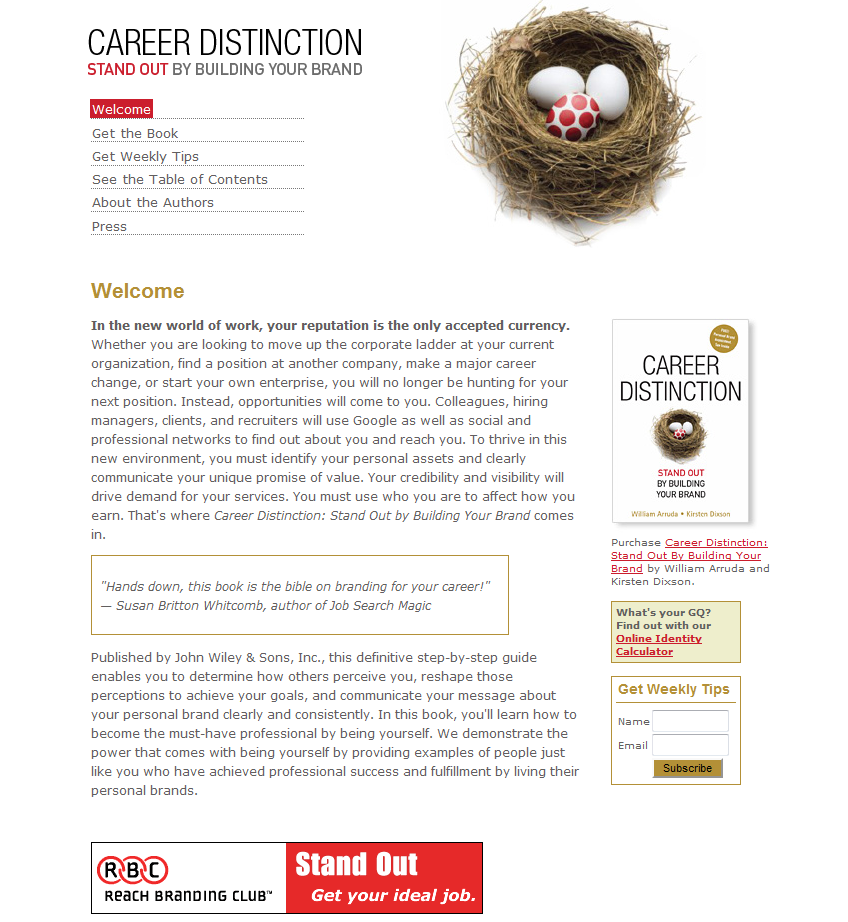 CAREER DISTINCTION
STAND OUT BY BUILDING YOUR BRAND
Welcome
Get the Book
Get Weekly Tips
See the Table of Contents
About the Authors
Press
Welcome
In the new world of work, your reputation is the only accepted currency.
Whether you are looking to move up the corporate ladder at your current
organization, find a position at another company, make a major career
change, or start your own enterprise, you will no longer be hunting for your
next position. Instead, opportunities will come to you. Colleagues, hiring
managers, clients, and recruiters will use Google as well as social and
professional networks to find out about you and reach you. To thrive in this
new environment, you must identify your personal assets and clearly
communicate your unique promise of value. Your credibility and visibility will
drive demand for your services. You must use who you are to affect how you
earn. That's where Career Distinction: Stand Out by Building Your Brand comes
in.
"Hands down, this book is the bible on branding for your career!"
— Susan Britton Whitcomb, author of Job Search Magic
Published by John Wiley & Sons, Inc., this definitive step-by-step guide
enables you to determine how others perceive you, reshape those
perceptions to achieve your goals, and communicate your message about
your personal brand clearly and consistently. In this book, you'll learn how to
become the must-have professional by being yourself. We demonstrate the
power that comes with being yourself by providing examples of people just
like you who have achieved professional success and fulfillment by living their
personal brands.
RBC
REACH BRANDING CLUB™
Stand Out
Get your ideal job.
CAREER
DISTINCTION
STAND OUT
BY BUILDING
YOUR BRAND
William Arruda • Kirsten Dixson
Purchase Career Distinction:
Stand Out By Building Your
Brand by William Arruda and
Kirsten Dixson.
What's your GQ?
Find out with our
Online Identity
Calculator
Get Weekly Tips
Name
Email
Subscribe